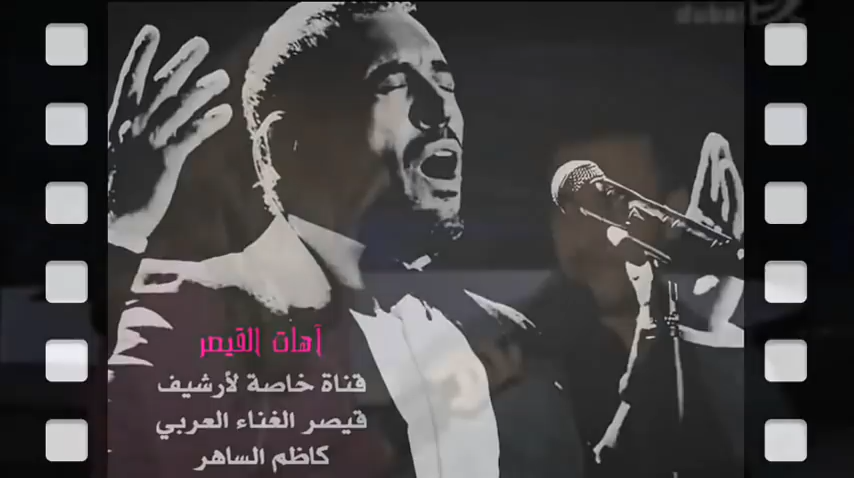 آهات القيصر
قناة خاصة لأرشيف
قيصر الغناء العربي
كاظم الساهر